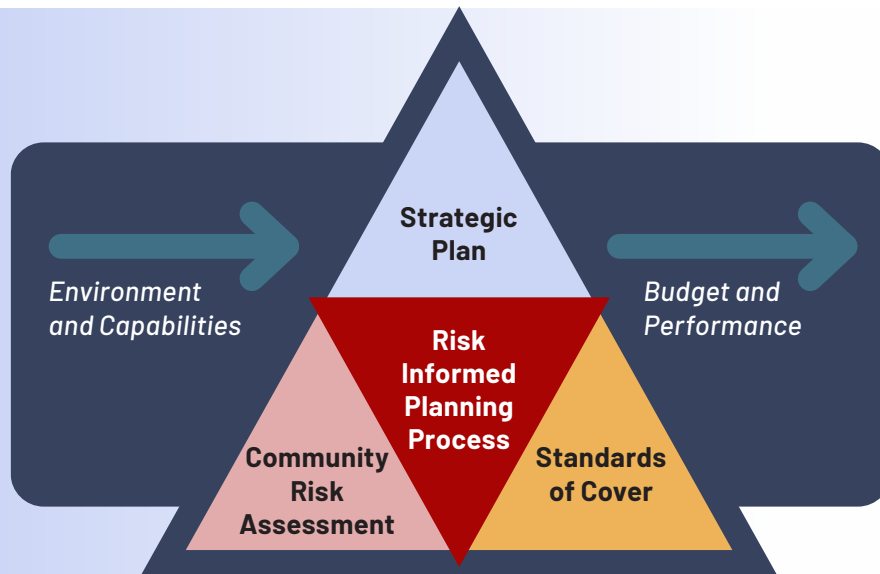 Strategic
Plan
Environment
and Capabilities
Budget and
Performance
Risk
Informed
Planning
Process
Community
Risk
Assessment
Standards
of Cover